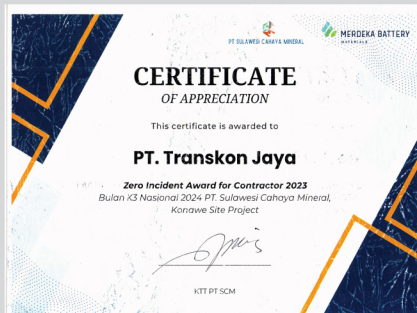 PT SULAWESI CAHAYA MINERAL
MERDEKA BATTERY
MATERIALS
CERTIFICATE
OF APPRECIATION
This certificate is awarded to
PT. Transkon Jaya
Zero Incident Award for Contractor 2023
Bulan K3 Nasional 2024 PT. Sulawesi Cahaya Mineral,
Konawe Site Project
KTT PT SCM